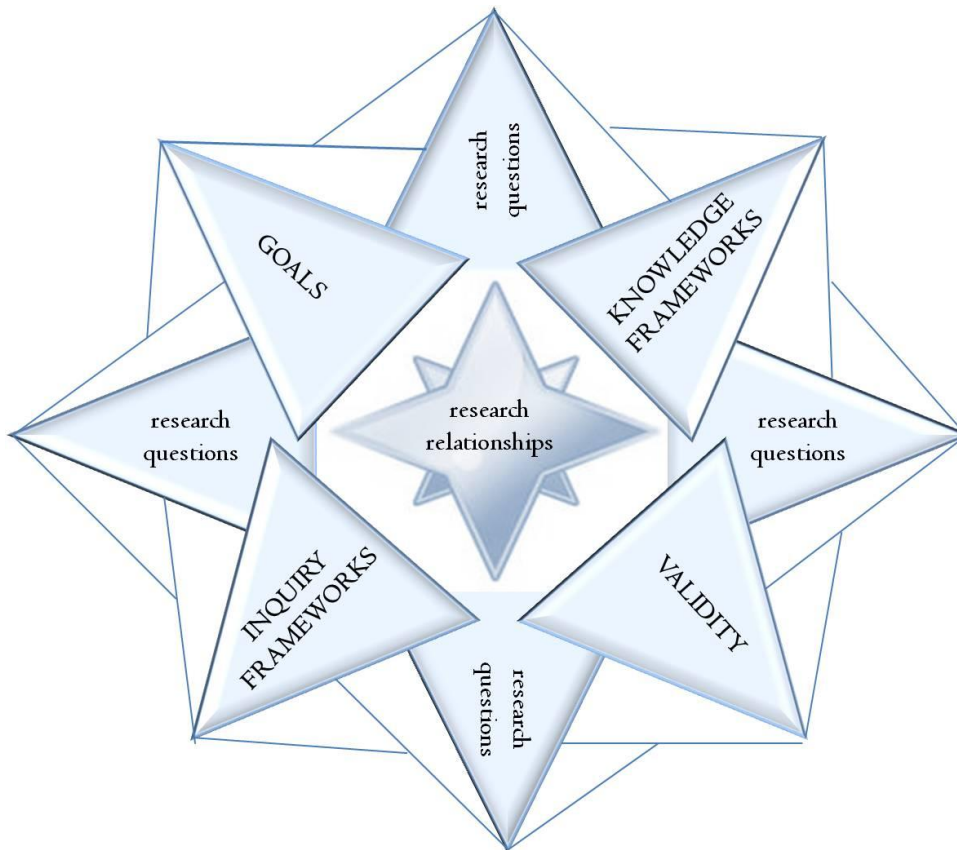 research
questions
GOALS
KNOWLEDGE
FRAMEWORKS
research
questions
research
relationships
research
questions
INQUIRY
FRAMEWORKS
VALIDITY
research
questions